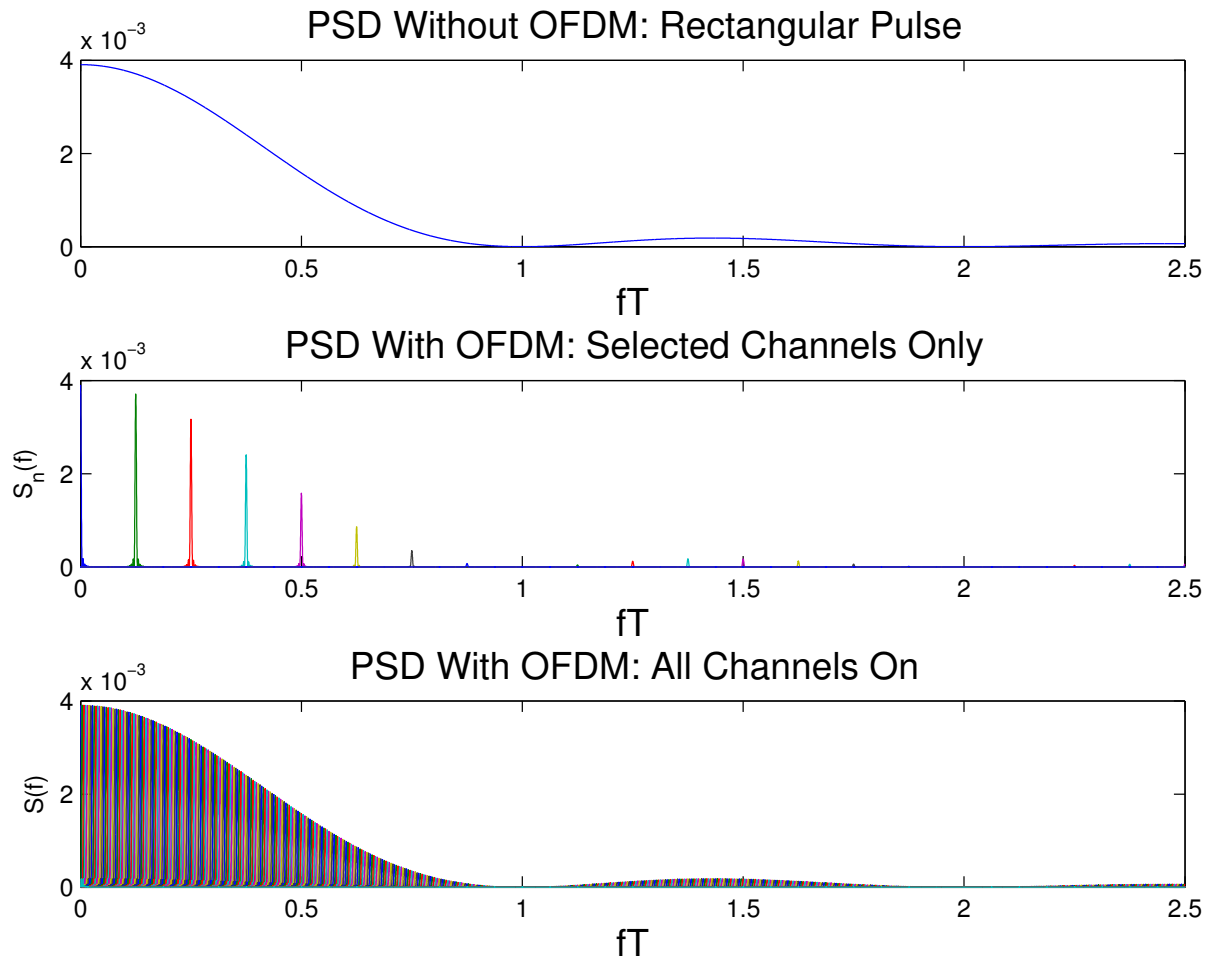 PSD Without OFDM: Rectangular Pulse
x 10⁻³
4
2
0
0 0.5 1 1.5 2 2.5
fT
PSD With OFDM: Selected Channels Only
x 10⁻³
4
2
0
Sₙ(f)
0 0.5 1 1.5 2 2.5
fT
PSD With OFDM: All Channels On
x 10⁻³
4
2
0
S(f)
0 0.5 1 1.5 2 2.5
fT